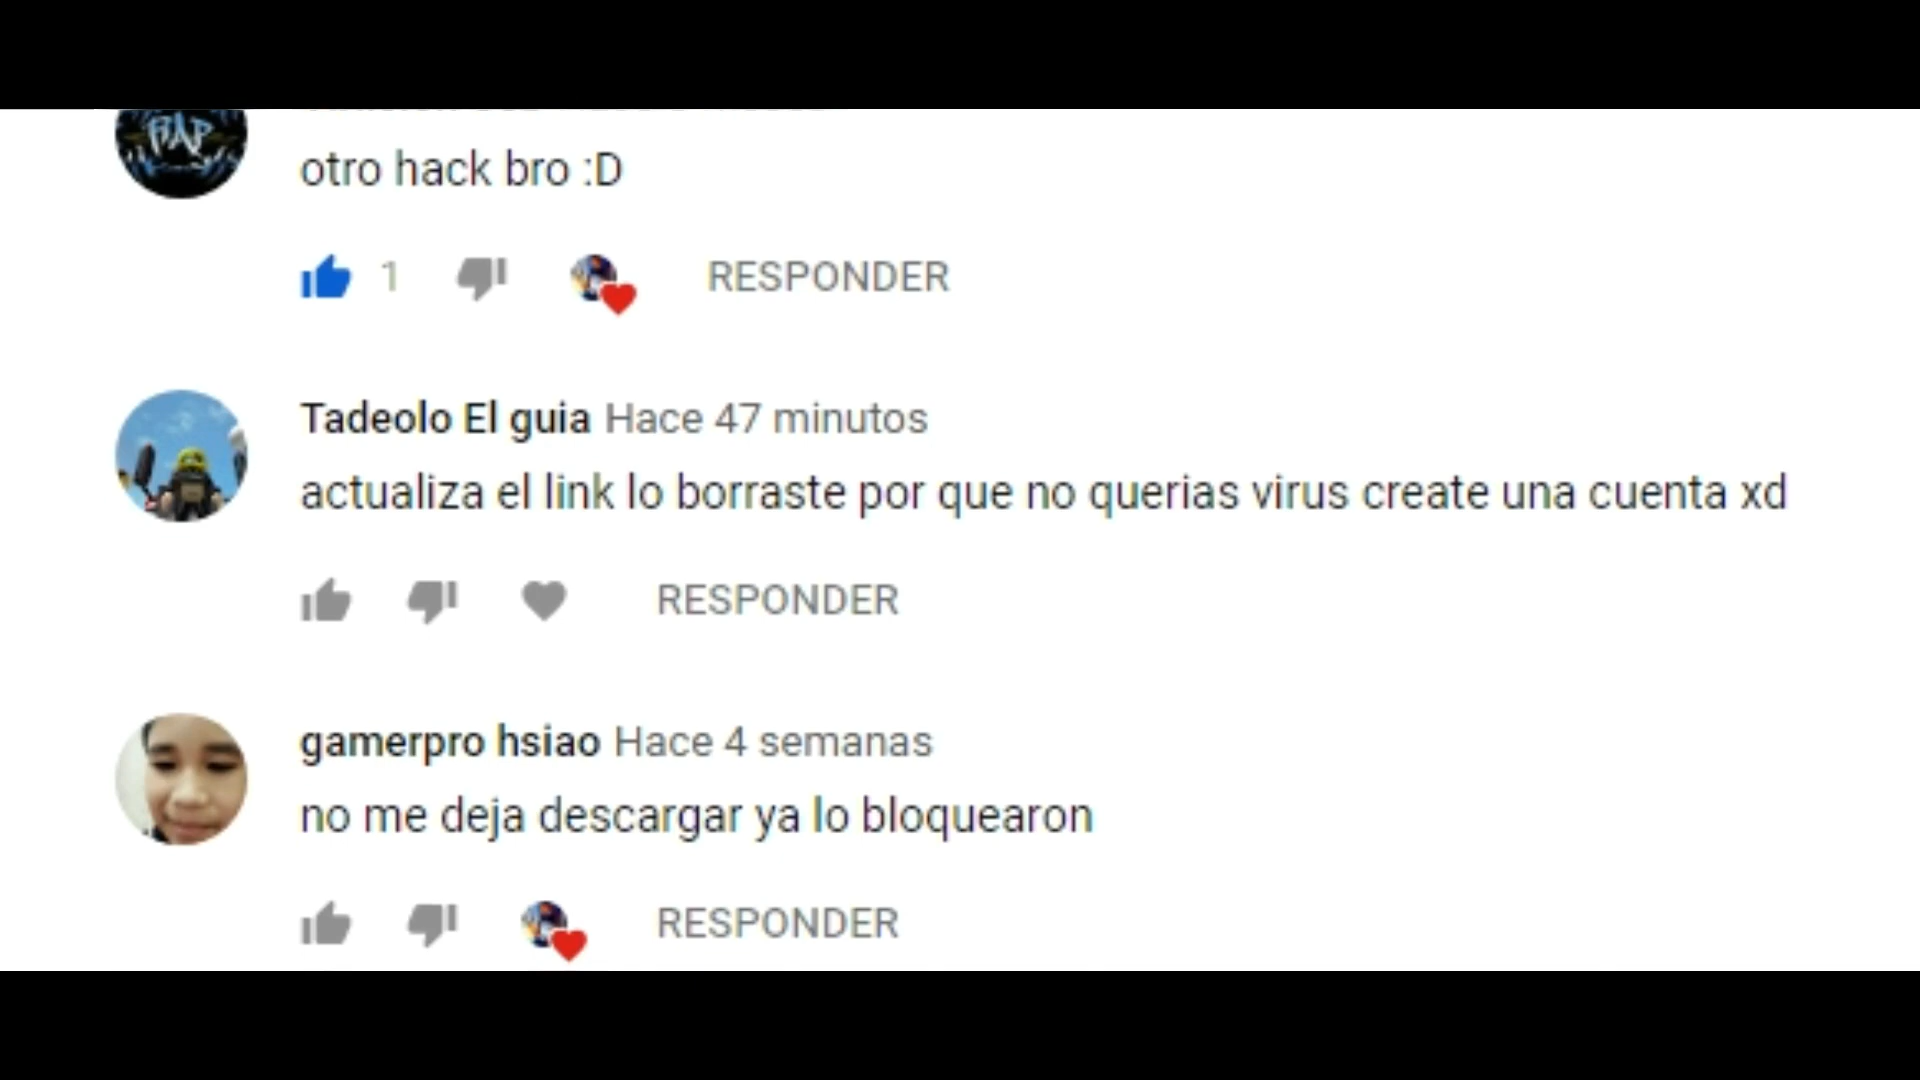 RAP
otro hack bro :D
1 RESPONDER
Tadeolo El guia Hace 47 minutos
actualiza el link lo borraste por que no querias virus create una cuenta xd
RESPONDER
gamerpro hsiao Hace 4 semanas
no me deja descargar ya lo bloquearon
RESPONDER